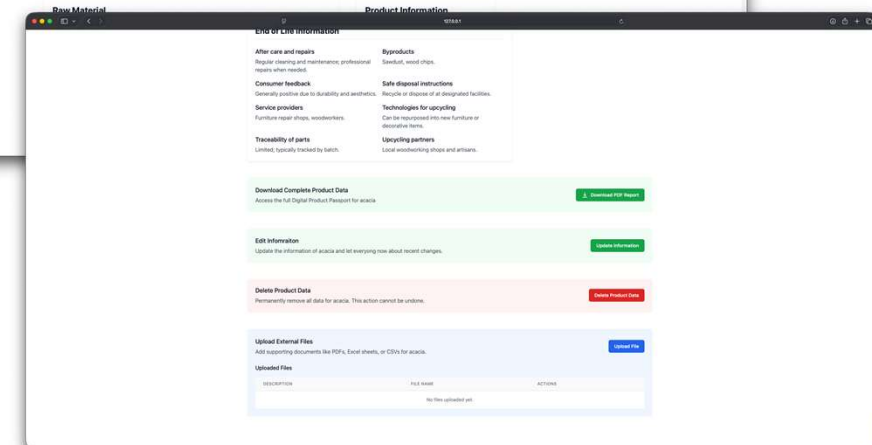 Raw Material
Product Information
127.0.0.1
End of Life Information
After care and repairs
Regular cleaning and maintenance; professional
repairs when needed.
Byproducts
Sawdust, wood chips.
Consumer feedback
Generally positive due to durability and aesthetics.
Safe disposal instructions
Recycle or dispose of at designated facilities.
Service providers
Furniture repair shops, woodworkers.
Technologies for upcycling
Can be repurposed into new furniture or
decorative items.
Traceability of parts
Limited; typically tracked by batch.
Upcycling partners
Local woodworking shops and artisans.
Download Complete Product Data
Access the full Digital Product Passport for acacia
Download PDF Report
Edit Infomraiton
Update the information of acacia and let everyong now about recent changes.
Update Information
Delete Product Data
Permanently remove all data for acacia. This action cannot be undone.
Delete Product Data
Upload External Files
Add supporting documents like PDFs, Excel sheets, or CSVs for acacia.
Upload File
Uploaded Files
DESCRIPTION
FILE NAME
ACTIONS
No files uploaded yet.